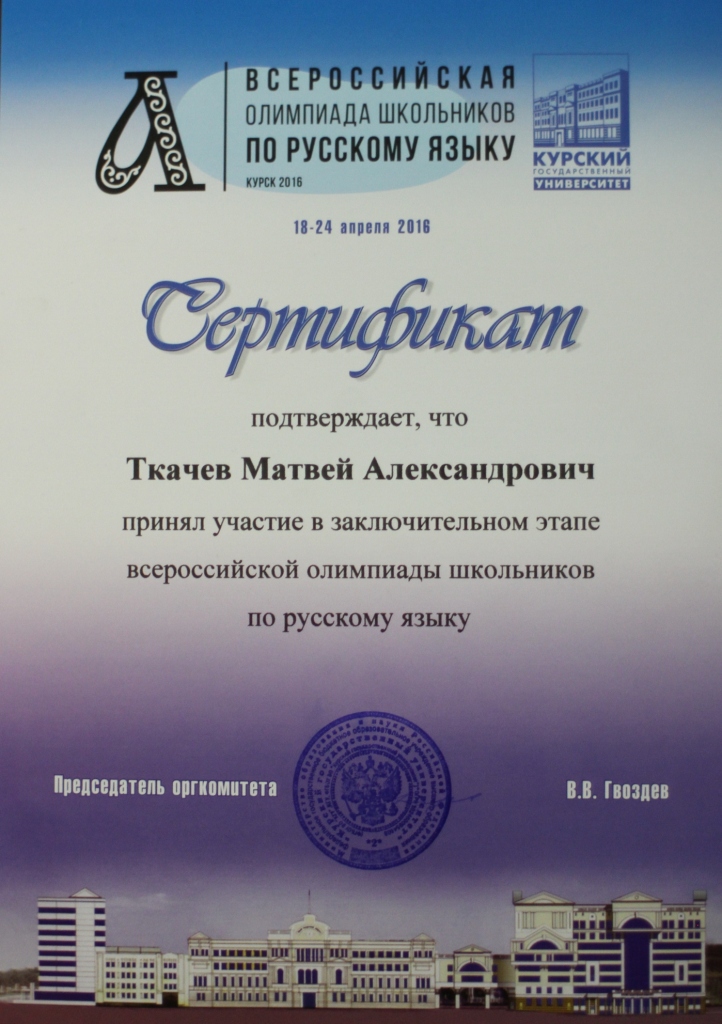 ВСЕРОССИЙСКАЯ
ОЛИМПИАДА ШКОЛЬНИКОВ
ПО РУССКОМУ ЯЗЫКУ
КУРСК 2016
КУРСКИЙ
ГОСУДАРСТВЕННЫЙ
УНИВЕРСИТЕТ
18-24 апреля 2016
Сертификат
подтверждает, что
Ткачев Матвей Александрович
принял участие в заключительном этапе
всероссийской олимпиады школьников
по русскому языку
Председатель оргкомитета
В.В. Гвоздев